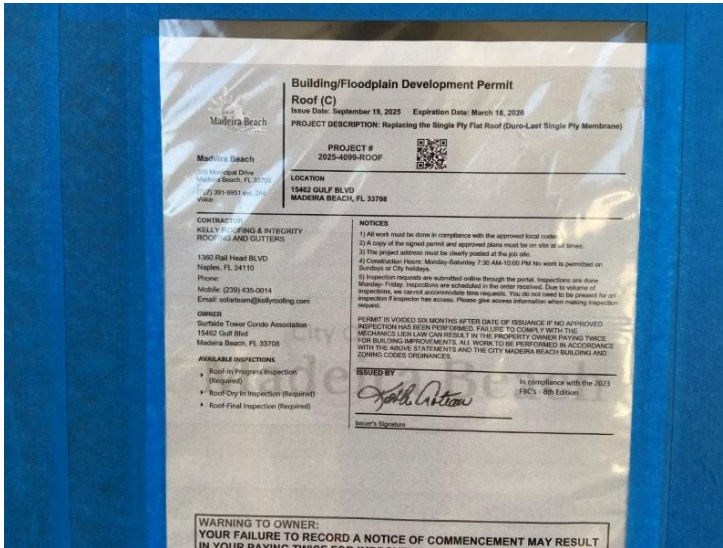 Building/Floodplain Development Permit
Roof (C)
Issue Date: September 19, 2025 Expiration Date: March 18, 2026
PROJECT DESCRIPTION: Replacing the Single Ply Flat Roof (Duro-Last Single Ply Membrane)
Madeira Beach
PROJECT #
2025-4099-ROOF
Madeira Beach
300 Municipal Drive
Madeira Beach, FL 33708
(727) 391-9951 ext. 284
Voice
LOCATION
15462 GULF BLVD
MADEIRA BEACH, FL 33708
CONTRACTOR
KELLY ROOFING & INTEGRITY
ROOFING AND GUTTERS
1360 Rail Head BLVD
Naples, FL 34110
Phone:
Mobile: (239) 435-0014
Email: solarteam@kellyroofing.com
OWNER
Surfside Tower Condo Association
15462 Gulf Blvd
Madeira Beach, FL 33708
AVAILABLE INSPECTIONS
Roof-In Progress Inspection
(Required)
Roof-Dry In Inspection (Required)
Roof-Final Inspection (Required)
NOTICES
1) All work must be done in compliance with the approved local codes.
2) A copy of the signed permit and approved plans must be on site at all times.
3) The project address must be clearly posted at the job site.
4) Construction Hours: Monday-Saturday 7:30 AM-10:00 PM No work is permitted on
Sundays or City holidays.
5) Inspection requests are submitted online through the portal. Inspections are done
Monday- Friday. Inspections are scheduled in the order received. Due to volume of
inspections, we cannot accommodate time requests. You do not need to be present for an
inspection if inspector has access. Please give access information when making inspection
request.
PERMIT IS VOIDED SIX MONTHS AFTER DATE OF ISSUANCE IF NO APPROVED
INSPECTION HAS BEEN PERFORMED. FAILURE TO COMPLY WITH THE
MECHANICS LIEN LAW CAN RESULT IN THE PROPERTY OWNER PAYING TWICE
FOR BUILDING IMPROVEMENTS. ALL WORK TO BE PERFORMED IN ACCORDANCE
WITH THE ABOVE STATEMENTS AND THE CITY MADEIRA BEACH BUILDING AND
ZONING CODES ORDINANCES.
City
Madeira Beach
ISSUED BY
In compliance with the 2023
FBC's - 8th Edition
Issuer's Signature
WARNING TO OWNER:
YOUR FAILURE TO RECORD A NOTICE OF COMMENCEMENT MAY RESULT
IN YOUR PAYING TWICE FOR